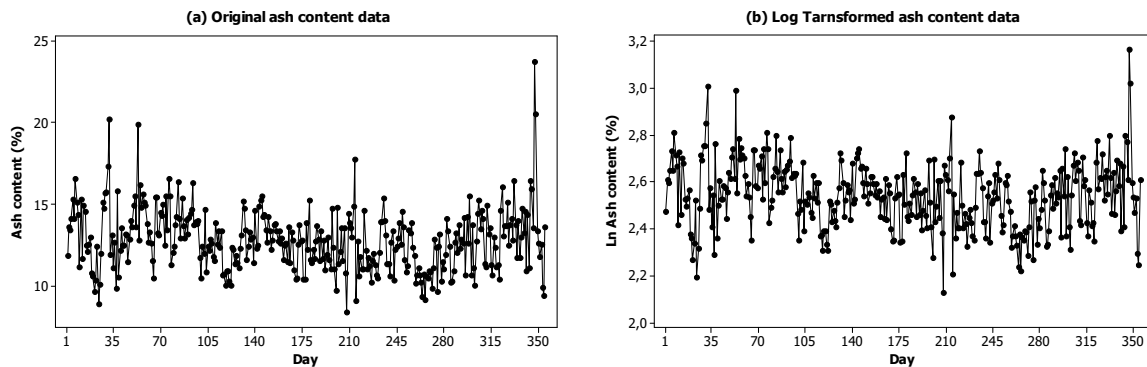 (a) Original ash content data
25
20
15
10
Ash content (%)
1 35 70 105 140 175 210 245 280 315 350
Day
(b) Log Tarnsformed ash content data
3,2
3,0
2,8
2,6
2,4
2,2
2,0
Ln Ash content (%)
1 35 70 105 140 175 210 245 280 315 350
Day